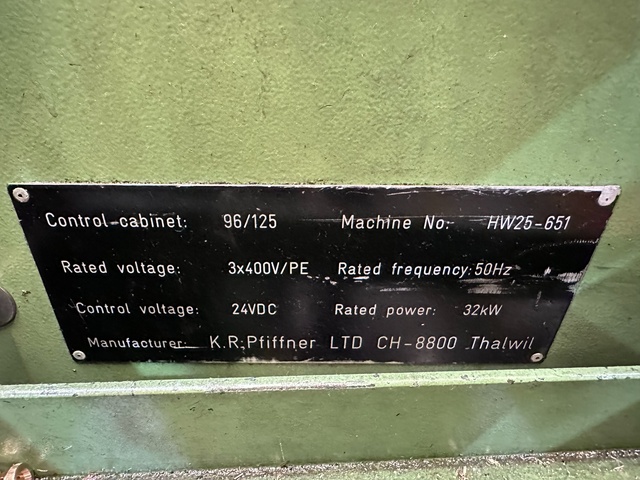 Control-cabinet: 96/125 Machine No: HW25-651
Rated voltage: 3x400V/PE Rated frequency: 50Hz
Control voltage: 24VDC Rated power: 32kW
Manufacturer: K.R.Pfiffner LTD CH-8800 Thalwil